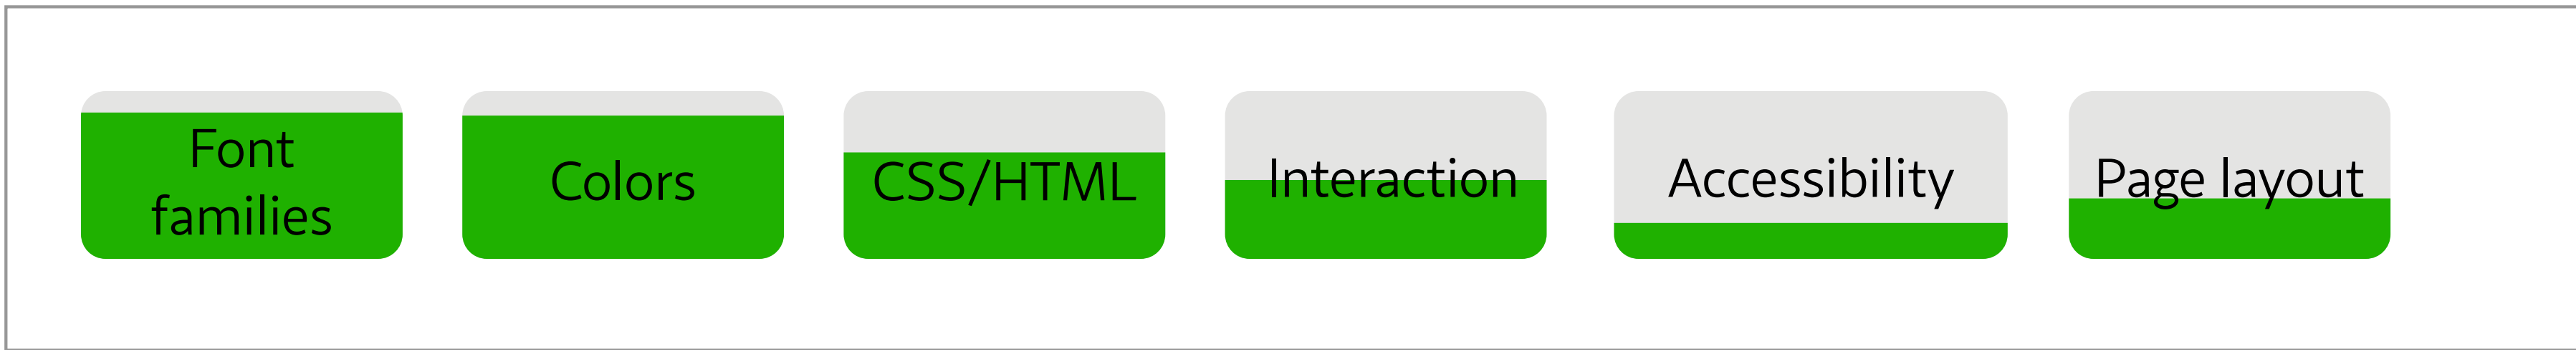 Font
families
Colors
CSS/HTML
Interaction
Accessibility
Page layout